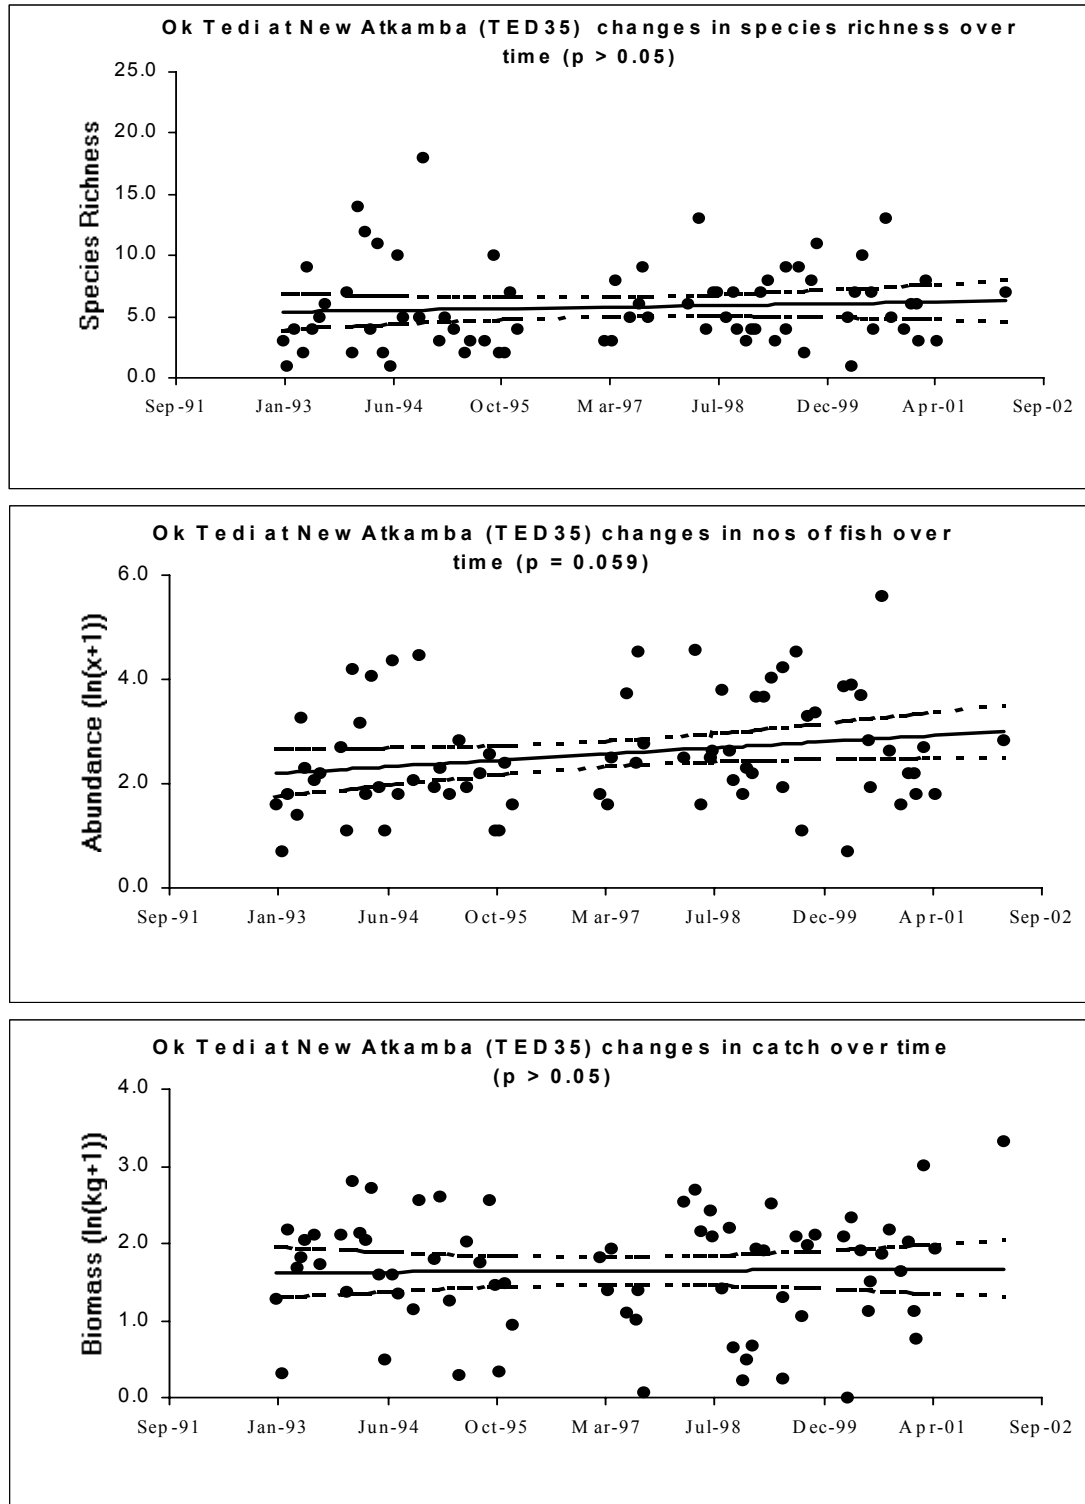 Ok Tedi at New Atkamba (TED35) changes in species richness over
time (p > 0.05)
25.0
20.0
15.0
10.0
5.0
0.0
Species Richness
Sep-91 Jan-93 Jun-94 Oct-95 Mar-97 Jul-98 Dec-99 Apr-01 Sep-02
Ok Tedi at New Atkamba (TED35) changes in nos of fish over
time (p = 0.059)
6.0
4.0
2.0
0.0
Abundance (ln(x+1))
Sep-91 Jan-93 Jun-94 Oct-95 Mar-97 Jul-98 Dec-99 Apr-01 Sep-02
Ok Tedi at New Atkamba (TED35) changes in catch over time
(p > 0.05)
4.0
3.0
2.0
1.0
0.0
Biomass (ln(kg+1))
Sep-91 Jan-93 Jun-94 Oct-95 Mar-97 Jul-98 Dec-99 Apr-01 Sep-02